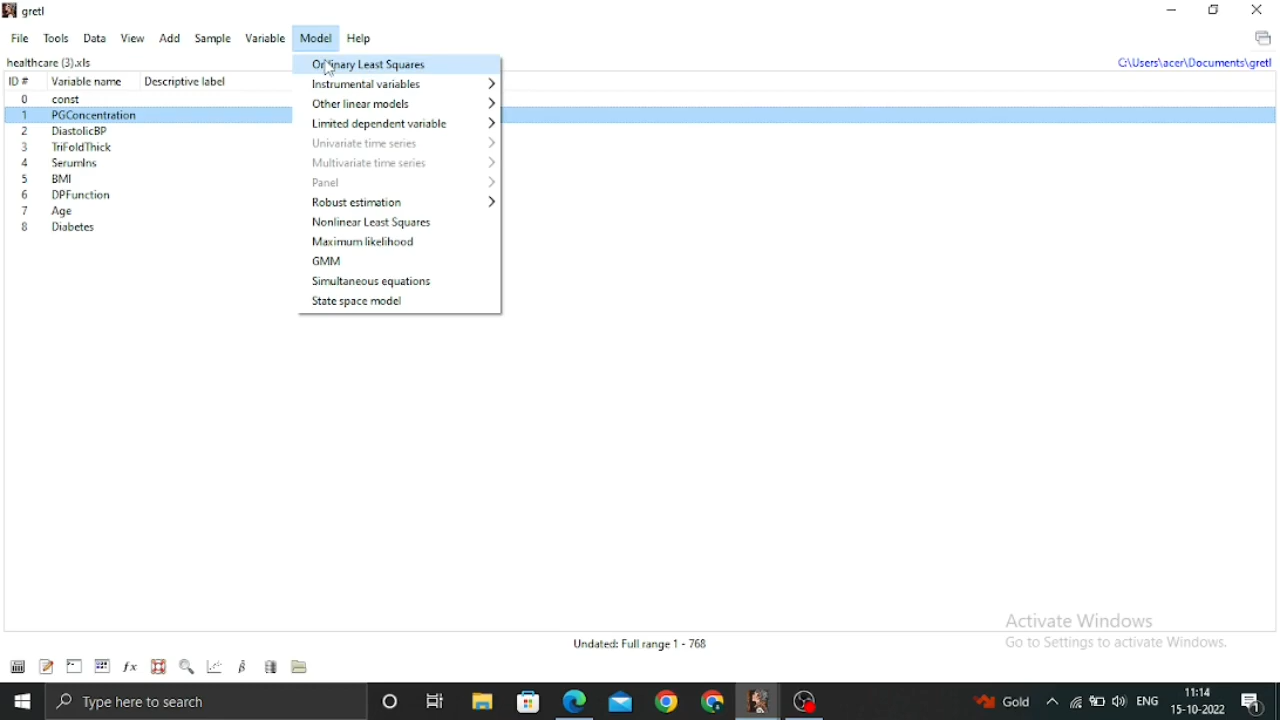 gretl
File Tools Data View Add Sample Variable Model Help
healthcare (3).xls C:\Users\acer\Documents\gretl
ID # Variable name Descriptive label
0 const
1 PGConcentration
2 DiastolicBP
3 TriFoldThick
4 SerumIns
5 BMI
6 DPFunction
7 Age
8 Diabetes
Ordinary Least Squares
Instrumental variables
Other linear models
Limited dependent variable
Univariate time series
Multivariate time series
Panel
Robust estimation
Nonlinear Least Squares
Maximum likelihood
GMM
Simultaneous equations
State space model
Activate Windows
Go to Settings to activate Windows.
Undated: Full range 1 - 768
fx β
Type here to search
Gold
ENG
11:14
15-10-2022
1